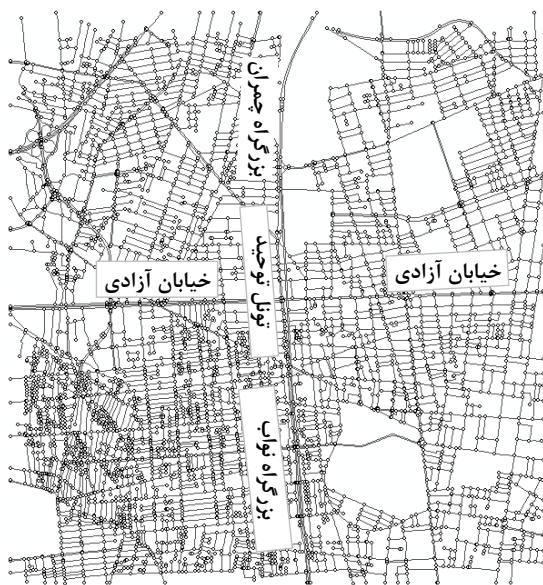 بزرگراه چمران
تونل توحید
خیابان آزادی
خیابان آزادی
بزرگراه نواب